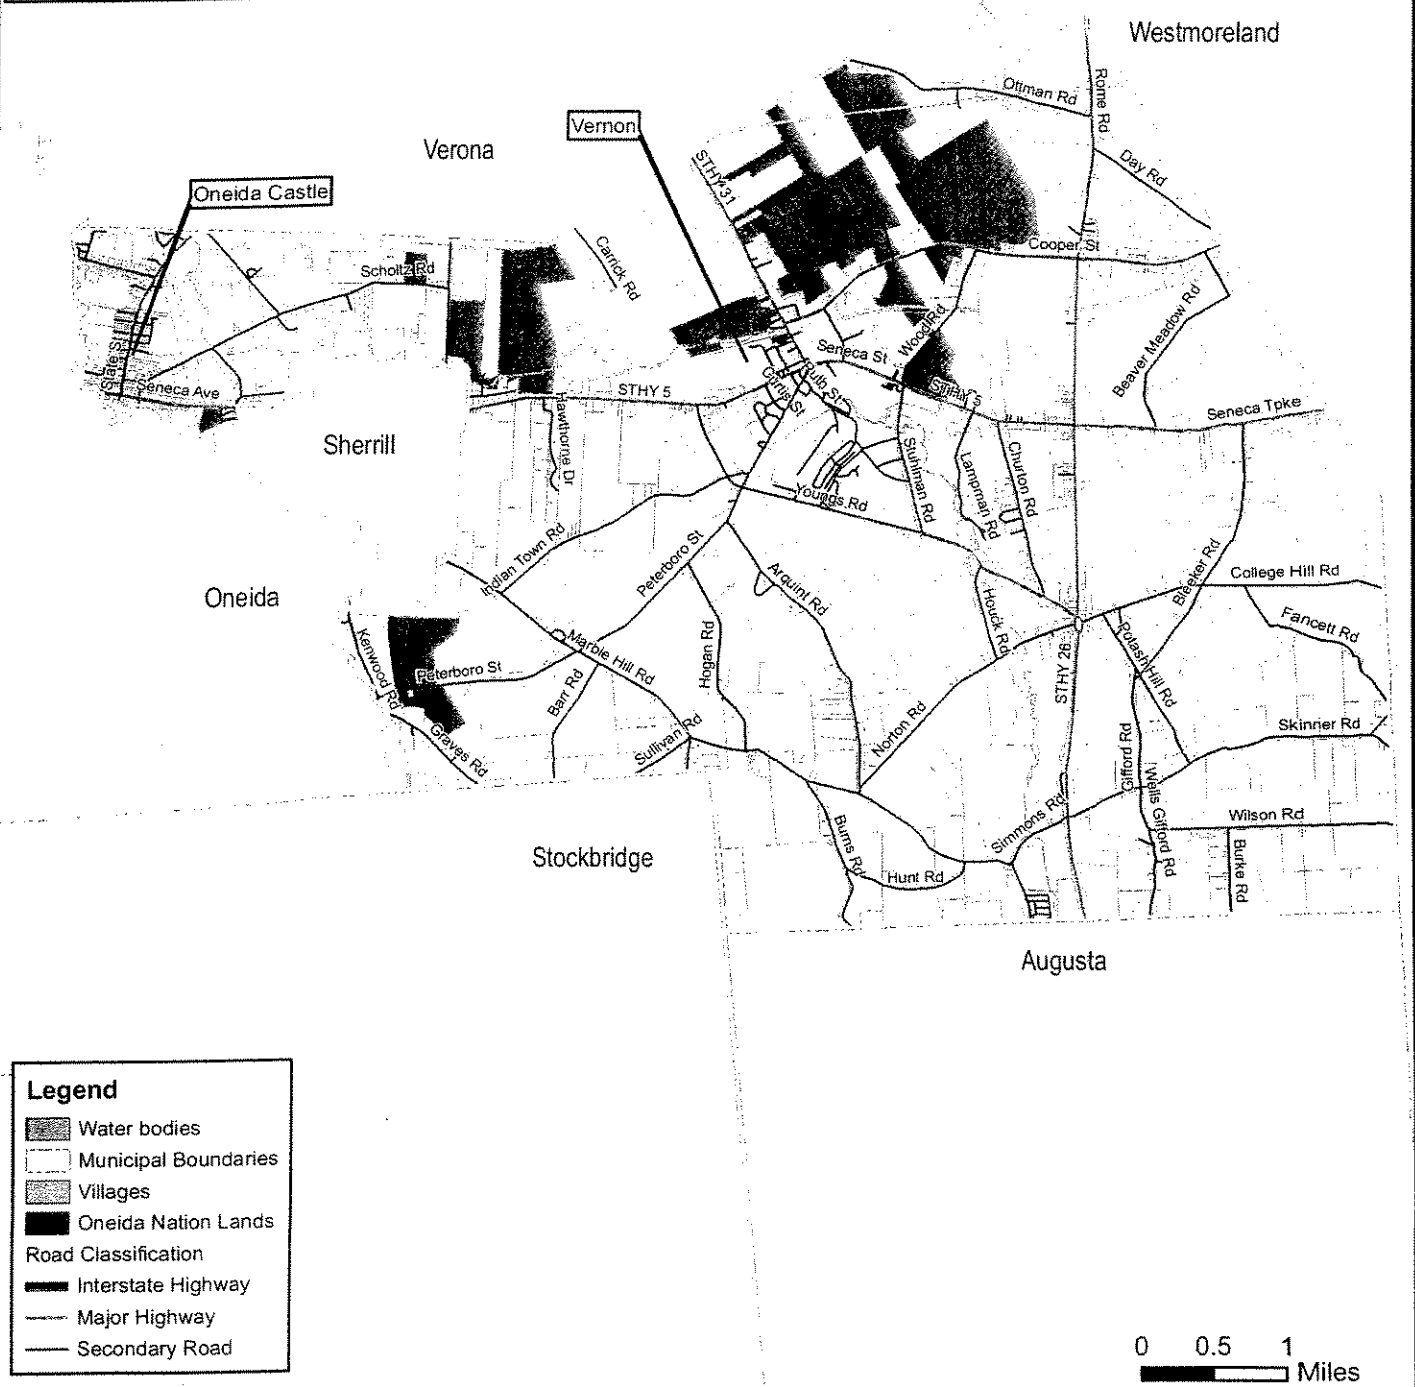 Westmoreland
Ottman Rd
Rome Rd
Vernon
Verona
STHY 31
Day Rd
Oneida Castle
Cooper St
Carrick Rd
Scholtz Rd
Beaver Meadow Rd
Wood Rd
Seneca St
State St
Seneca Ave
STHY 5
Ruth St
STHY 5
Seneca Tpke
Hawthorne Dr
Sherrill
Stuhlman Rd
Lampman Rd
Churton Rd
Youngs Rd
Indian Town Rd
Peterboro St
Arquint Rd
Bleeker Rd
College Hill Rd
Oneida
Houck Rd
Fancett Rd
Kenwood Rd
Marble Hill Rd
Hogan Rd
Potash Hill Rd
Peterboro St
STHY 26
Barr Rd
Norton Rd
Skinner Rd
Sullivan Rd
Graves Rd
Gifford Rd
Wells Gifford Rd
Simmons Rd
Wilson Rd
Burns Rd
Burke Rd
Stockbridge
Hunt Rd
Augusta
Legend
Water bodies
Municipal Boundaries
Villages
Oneida Nation Lands
Road Classification
Interstate Highway
Major Highway
Secondary Road
0 0.5 1
Miles